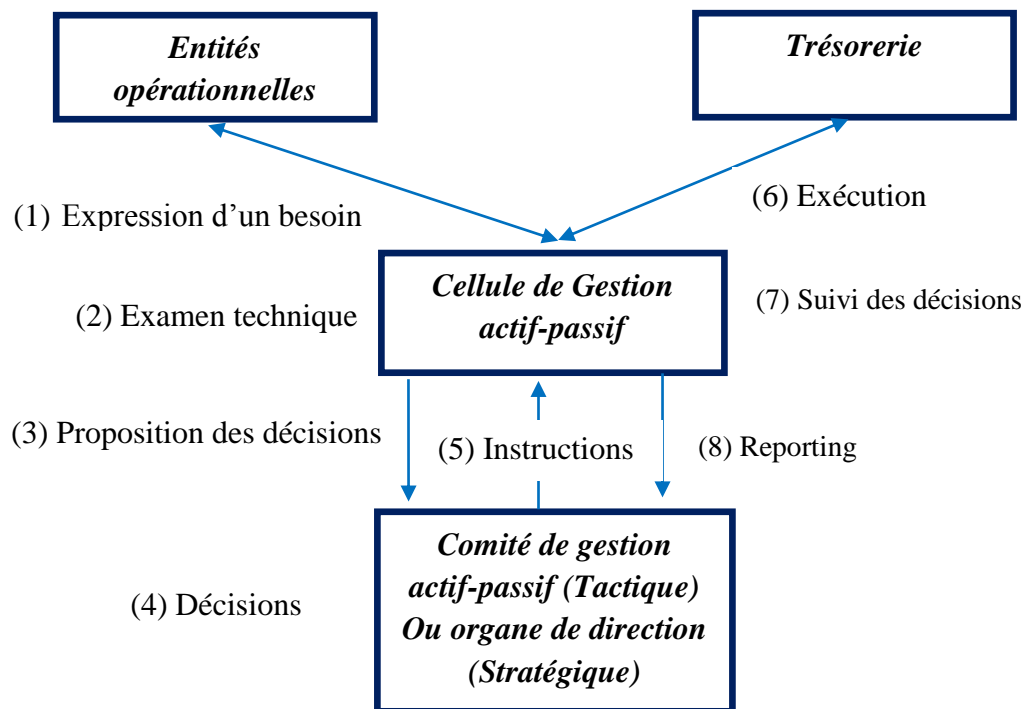 Entités
opérationnelles
Trésorerie
(1) Expression d’un besoin
(6) Exécution
(2) Examen technique
Cellule de Gestion
actif-passif
(7) Suivi des décisions
(3) Proposition des décisions
(5) Instructions
(8) Reporting
(4) Décisions
Comité de gestion
actif-passif (Tactique)
Ou organe de direction
(Stratégique)